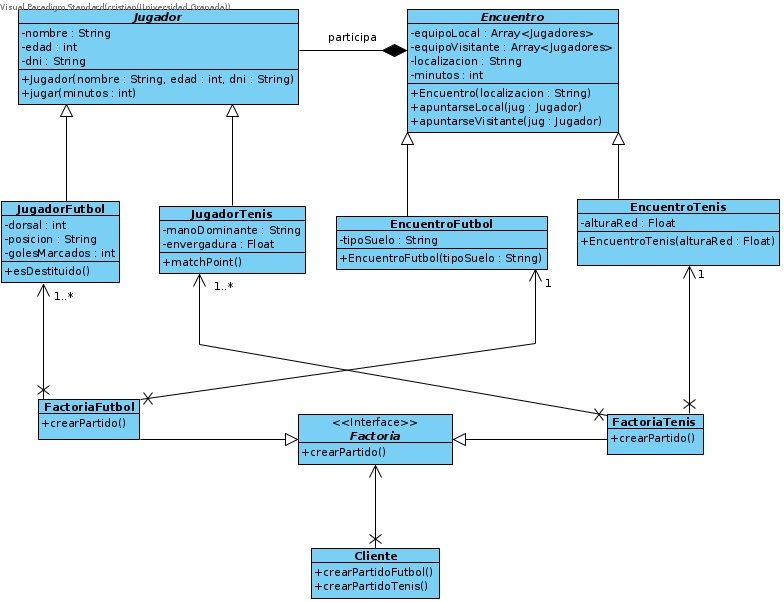 Visual Paradigm Standard(cristian(Universidad Granada))
Jugador
-nombre : String
-edad : int
-dni : String
+Jugador(nombre : String, edad : int, dni : String)
+jugar(minutos : int)
participa
Encuentro
-equipoLocal : Array<Jugadores>
-equipoVisitante : Array<Jugadores>
-localizacion : String
-minutos : int
+Encuentro(localizacion : String)
+apuntarseLocal(jug : Jugador)
+apuntarseVisitante(jug : Jugador)
JugadorFutbol
-dorsal : int
-posicion : String
-golesMarcados : int
+esDestituido()
JugadorTenis
-manoDominante : String
-envergadura : Float
+matchPoint()
EncuentroFutbol
-tipoSuelo : String
+EncuentroFutbol(tipoSuelo : String)
EncuentroTenis
-alturaRed : Float
+EncuentroTenis(alturaRed : Float)
1..*
1..*
1
1
FactoriaFutbol
+crearPartido()
<<Interface>>
Factoria
+crearPartido()
FactoriaTenis
+crearPartido()
Cliente
+crearPartidoFutbol()
+crearPartidoTenis()